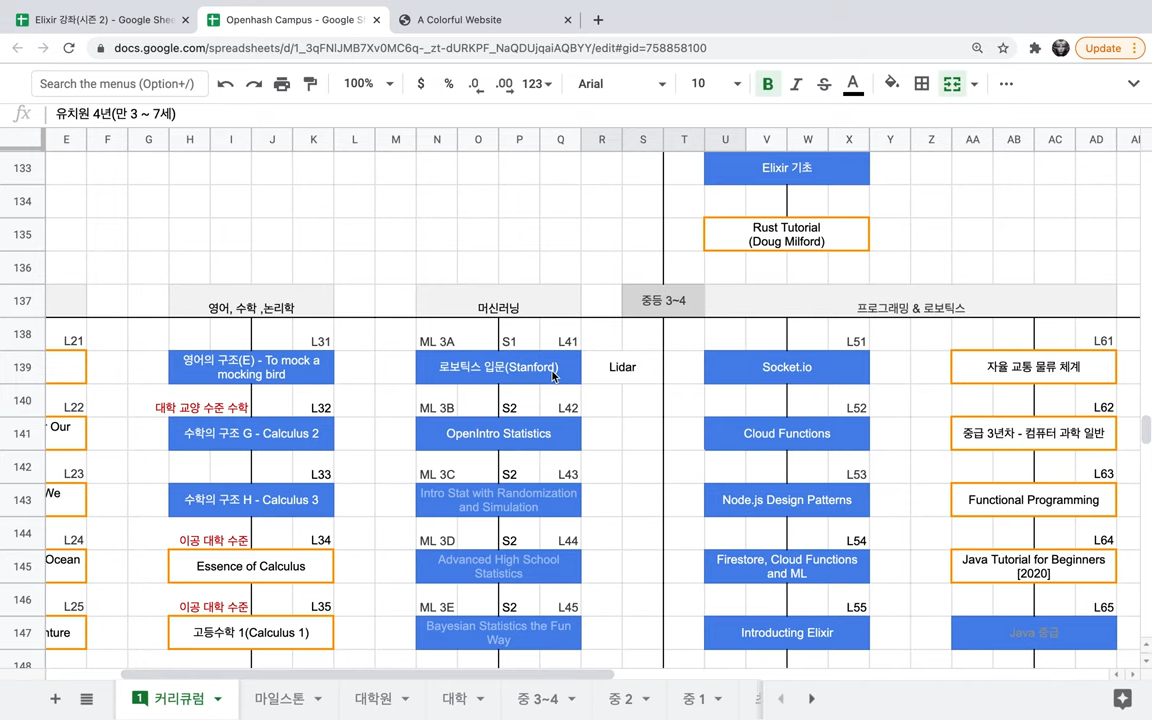 Elixir 강좌(시즌 2) - Google She
Openhash Campus - Google S
A Colorful Website
docs.google.com/spreadsheets/d/1_3qFNlJMB7Xv0MC6q-_zt-dURKPF_NaQDUjqaiAQBYY/edit#gid=758858100
Update
Search the menus (Option+/)
100%
$
%
.0
.00
123
Arial
10
B
I
S
A
fx
유치원 4년(만 3 ~ 7세)
E F G H I J K L M N O P Q R S T U V W X Y Z AA AB AC AD
133
Elixir 기초
134
135
Rust Tutorial
(Doug Milford)
136
137
영어, 수학 ,논리학
머신러닝
중등 3~4
프로그래밍 & 로보틱스
138
L21
L31
ML 3A
S1
L41
L51
L61
139
영어의 구조(E) - To mock a
mocking bird
로보틱스 입문(Stanford)
Lidar
Socket.io
자율 교통 물류 체계
140
L22
대학 교양 수준 수학
L32
ML 3B
S2
L42
L52
L62
141
Our
수학의 구조 G - Calculus 2
OpenIntro Statistics
Cloud Functions
중급 3년차 - 컴퓨터 과학 일반
142
L23
L33
ML 3C
S2
L43
L53
L63
143
We
수학의 구조 H - Calculus 3
Intro Stat with Randomization
and Simulation
Node.js Design Patterns
Functional Programming
144
L24
이공 대학 수준
L34
ML 3D
S2
L44
L54
L64
145
Ocean
Essence of Calculus
Advanced High School
Statistics
Firestore, Cloud Functions
and ML
Java Tutorial for Beginners
[2020]
146
L25
이공 대학 수준
L35
ML 3E
S2
L45
L55
L65
147
nture
고등수학 1(Calculus 1)
Bayesian Statistics the Fun
Way
Introducing Elixir
Java 중급
148
1
커리큘럼
마일스톤
대학원
대학
중 3~4
중 2
중 1